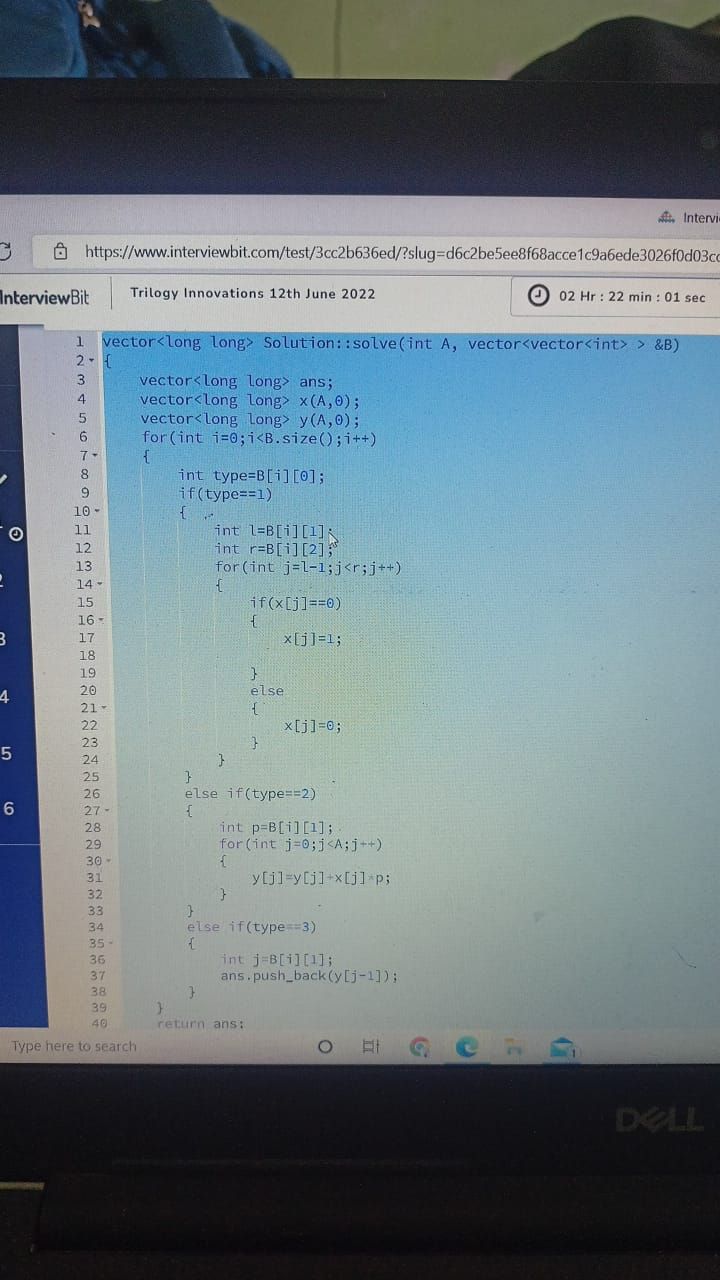 Intervi
https://www.interviewbit.com/test/3cc2b636ed/?slug=d6c2be5ee8f68acce1c9a6ede3026f0d03cc
InterviewBit
Trilogy Innovations 12th June 2022
02 Hr : 22 min : 01 sec
1 vector<long long> Solution::solve(int A, vector<vector<int> > &B)
2 {
3 vector<long long> ans;
4 vector<long long> x(A,0);
5 vector<long long> y(A,0);
6 for(int i=0;i<B.size();i++)
7 {
8 int type=B[i][0];
9 if(type==1)
10 {
11 int l=B[i][1];
12 int r=B[i][2];
13 for(int j=l-1;j<r;j++)
14 {
15 if(x[j]==0)
16 {
17 x[j]=1;
18
19 }
20 else
21 {
22 x[j]=0;
23 }
24 }
25 }
26 else if(type==2)
27 {
28 int p=B[i][1];
29 for(int j=0;j<A;j++)
30 {
31 y[j]=y[j]+x[j]*p;
32 }
33 }
34 else if(type==3)
35 {
36 int j=B[i][1];
37 ans.push_back(y[j-1]);
38 }
39 }
40 return ans;
2
3
4
5
6
Type here to search
1
DELL